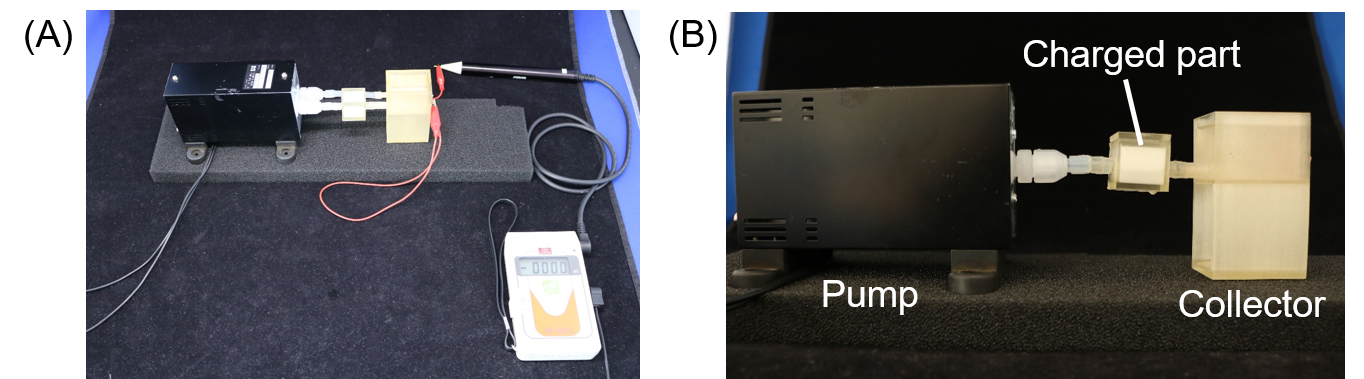 (A)
- 0000
(B)
Charged part
Pump
Collector